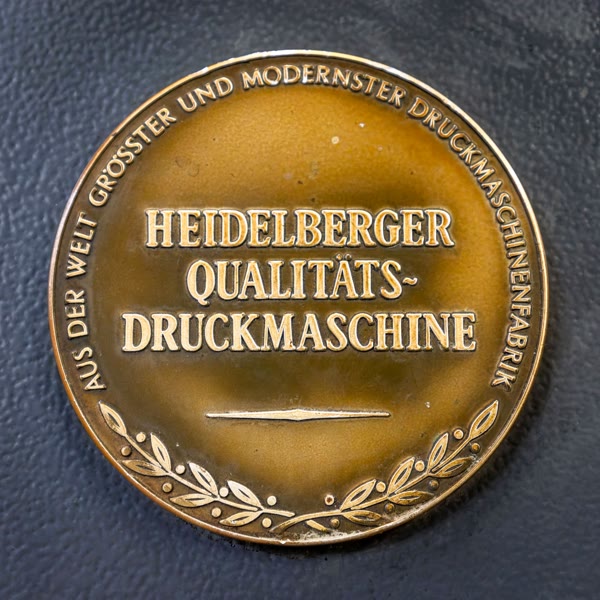 AUS DER WELT GRÖSSTER UND MODERNSTER DRUCKMASCHINENFABRIK
HEIDELBERGER
QUALITÄTS-
DRUCKMASCHINE